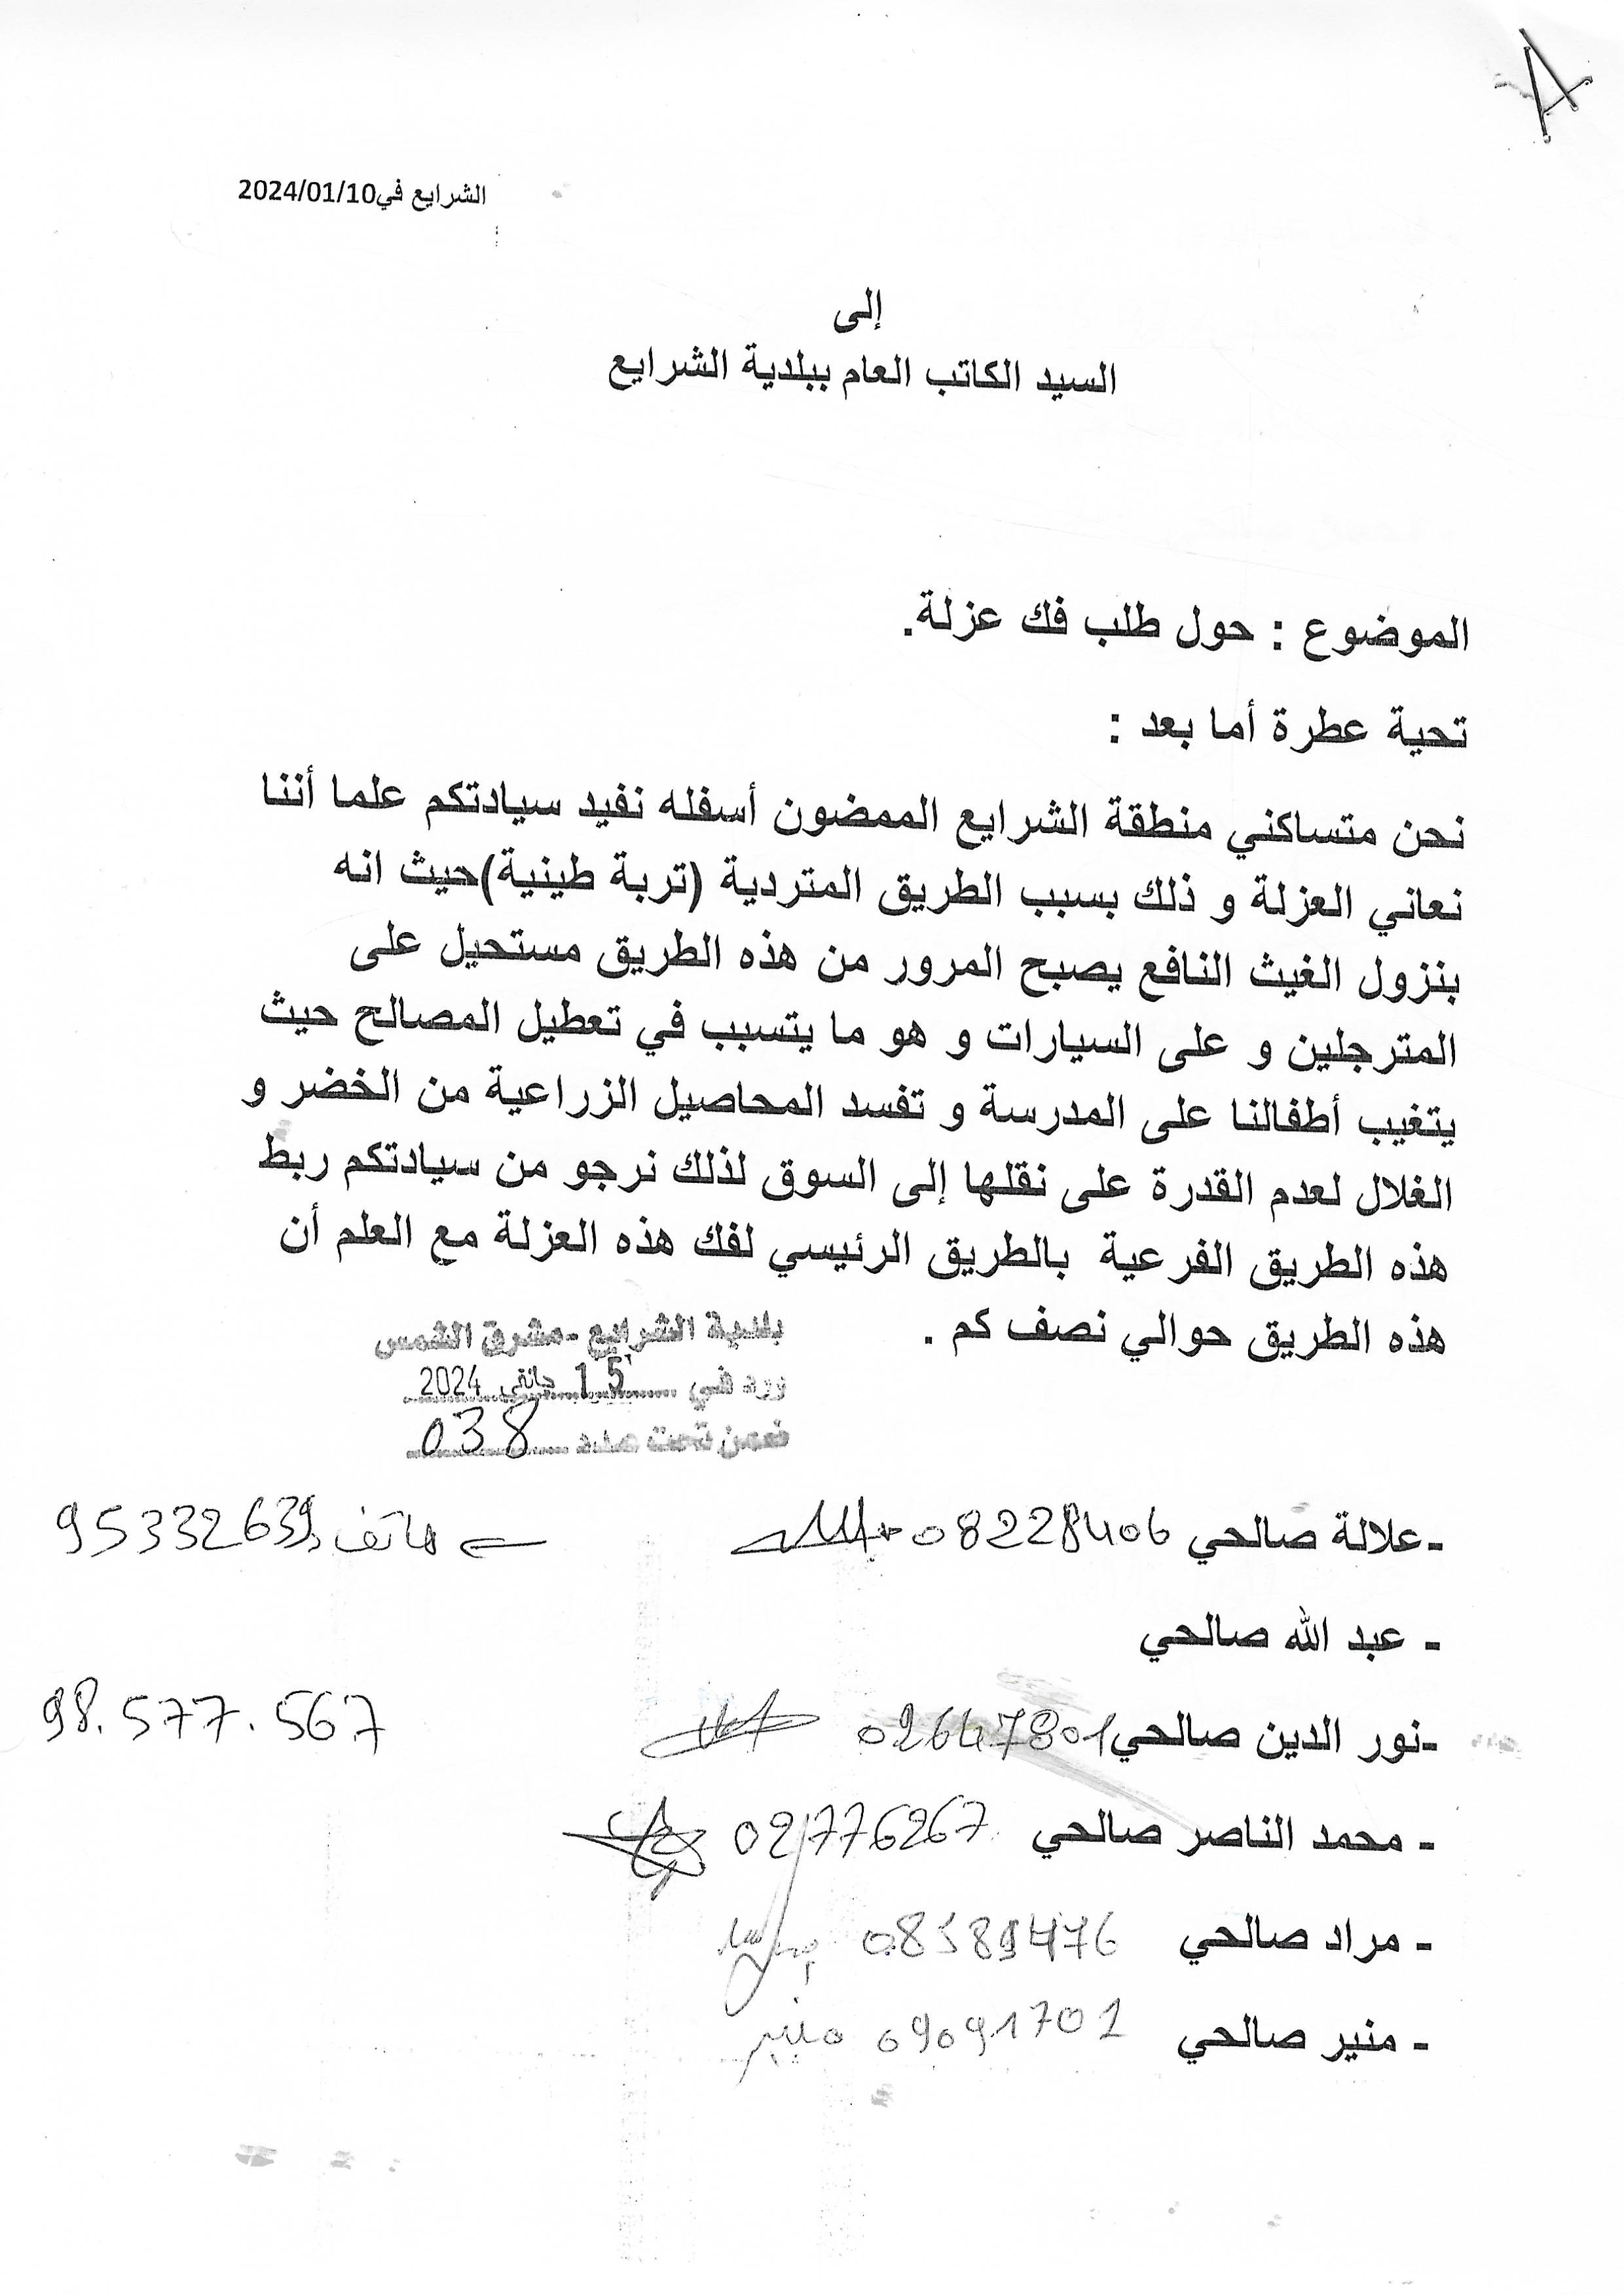 الشرايع في2024/01/10
إلى
السيد الكاتب العام ببلدية الشرايع
الموضوع : حول طلب فك عزلة.
تحية عطرة أما بعد :
نحن متساكني منطقة الشرايع الممضون أسفله نفيد سيادتكم علما أننا
نعاني العزلة و ذلك بسبب الطريق المتردية (تربة طينية)حيث انه
بنزول الغيث النافع يصبح المرور من هذه الطريق مستحيل على
المترجلين و على السيارات و هو ما يتسبب في تعطيل المصالح حيث
يتغيب أطفالنا على المدرسة و تفسد المحاصيل الزراعية من الخضر و
الغلال لعدم القدرة على نقلها إلى السوق لذلك نرجو من سيادتكم ربط
هذه الطريق الفرعية بالطريق الرئيسي لفك هذه العزلة مع العلم أن
هذه الطريق حوالي نصف كم .
بلدية الشرايع -مشرق الشمس
ورد في 15 جانفي 2024
ضمن تحت عدد 038
-علالة صالحي 08228406 هاتف 95332639
- عبد الله صالحي
-نور الدين صالحي 02647801 98.577.567
- محمد الناصر صالحي 02776267
- مراد صالحي 08389476
- منير صالحي 09091701 منير